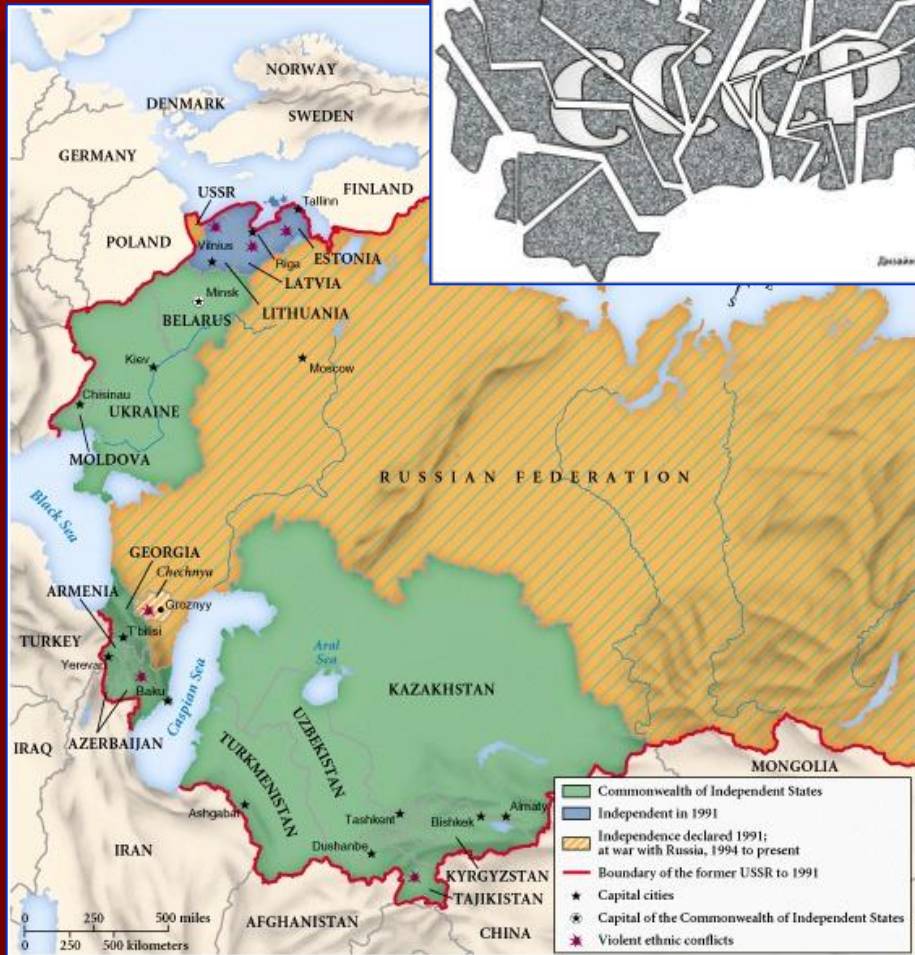 СССР
Дизайн
NORWAY
DENMARK
SWEDEN
GERMANY
FINLAND
USSR
Tallinn
POLAND
Vilnius
Riga
ESTONIA
LATVIA
LITHUANIA
Minsk
BELARUS
Moscow
Kiev
Chisinau
UKRAINE
MOLDOVA
RUSSIAN FEDERATION
Black Sea
GEORGIA
Chechnya
ARMENIA
Groznyy
T'bilisi
TURKEY
Yerevan
Aral
Sea
Baku
Caspian Sea
KAZAKHSTAN
IRAQ
AZERBAIJAN
UZBEKISTAN
TURKMENISTAN
MONGOLIA
Ashgabat
Tashkent
Bishkek
Almaty
Dushanbe
IRAN
KYRGYZSTAN
TAJIKISTAN
AFGHANISTAN
CHINA
Commonwealth of Independent States
Independent in 1991
Independence declared 1991;
at war with Russia, 1994 to present
Boundary of the former USSR to 1991
Capital cities
Capital of the Commonwealth of Independent States
Violent ethnic conflicts
0 250 500 miles
0 250 500 kilometers